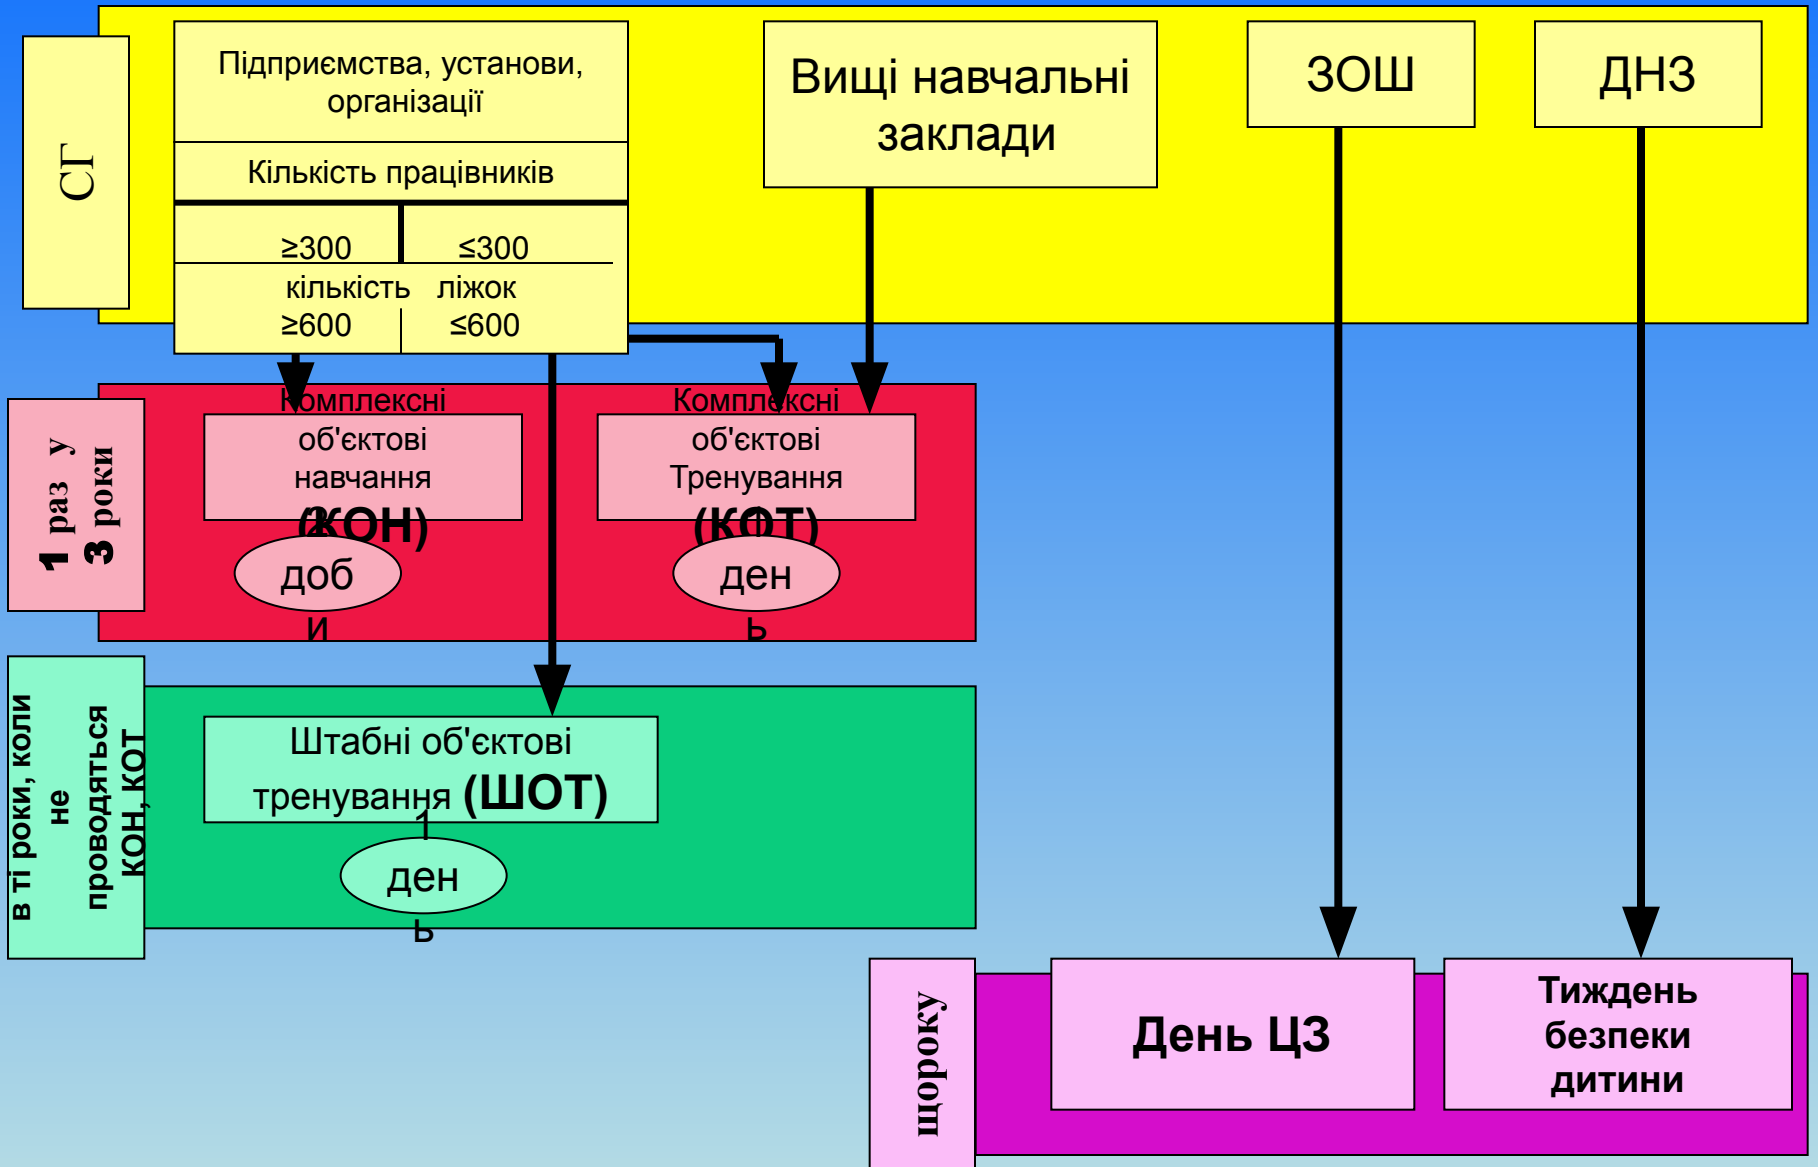 СГ
Підприємства, установи,
організації
Кількість працівників
≥300 ≤300
кількість ліжок
≥600 ≤600
Вищі навчальні
заклади
ЗОШ
ДНЗ
1 раз у
3 роки
Комплексні
об'єктові
навчання
(КОН)
2
доб
и
Комплексні
об'єктові
Тренування
(КОТ)
1
ден
ь
в ті роки, коли
не
проводяться
КОН, КОТ
Штабні об'єктові
тренування (ШОТ)
1
ден
ь
щороку
День ЦЗ
Тиждень
безпеки
дитини